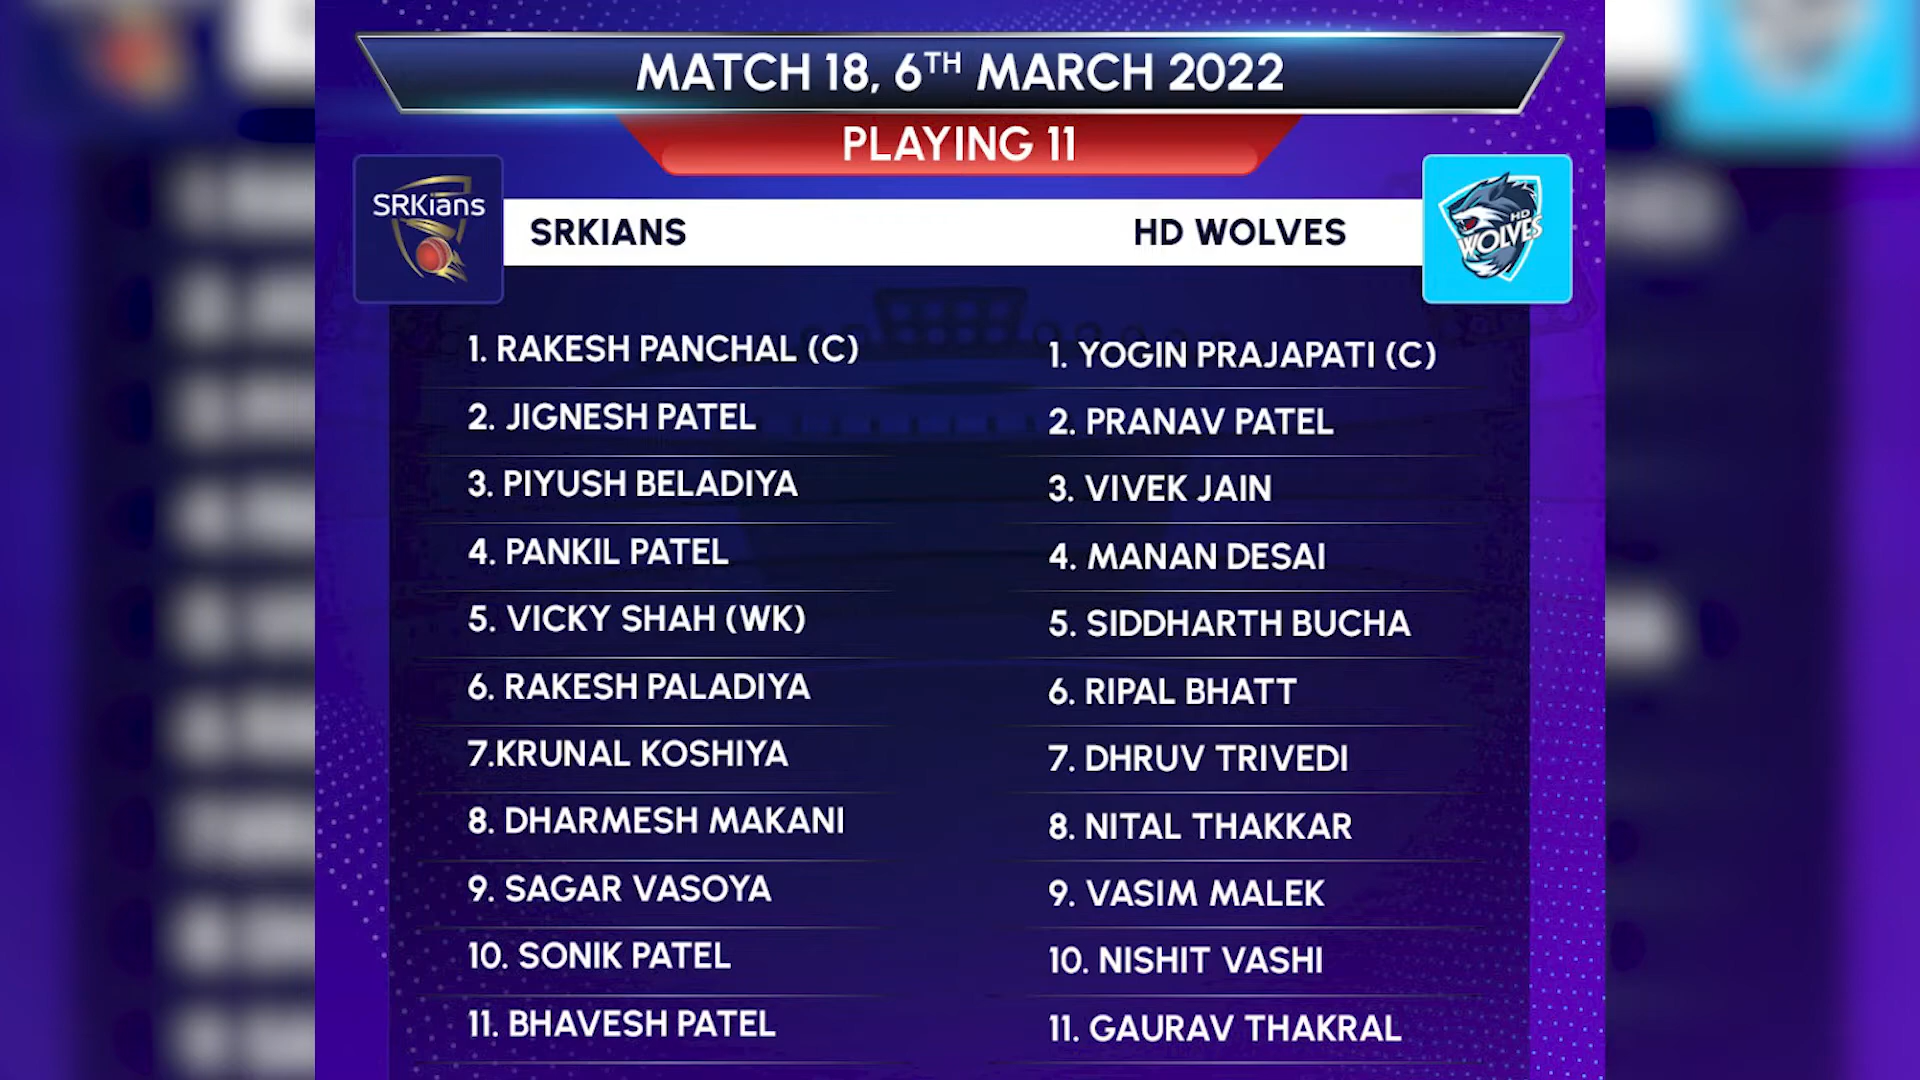 MATCH 18, 6TH MARCH 2022
PLAYING 11
SRKians
SRKIANS
HD WOLVES
HD
WOLVES
1. RAKESH PANCHAL (C)
2. JIGNESH PATEL
3. PIYUSH BELADIYA
4. PANKIL PATEL
5. VICKY SHAH (WK)
6. RAKESH PALADIYA
7.KRUNAL KOSHIYA
8. DHARMESH MAKANI
9. SAGAR VASOYA
10. SONIK PATEL
11. BHAVESH PATEL
1. YOGIN PRAJAPATI (C)
2. PRANAV PATEL
3. VIVEK JAIN
4. MANAN DESAI
5. SIDDHARTH BUCHA
6. RIPAL BHATT
7. DHRUV TRIVEDI
8. NITAL THAKKAR
9. VASIM MALEK
10. NISHIT VASHI
11. GAURAV THAKRAL